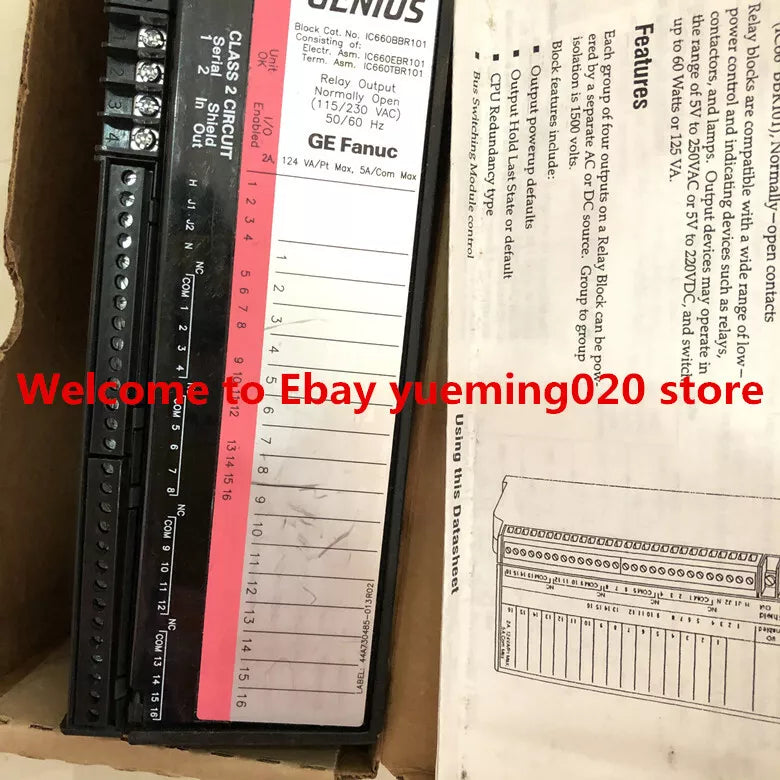 GENIUS
Block Cat. No. IC660BBR101
Consisting of:
Electr. Asm. IC660EBR101
Term. Asm. IC660TBR101
Relay Output
Normally Open
(115/230 VAC)
50/60 Hz
GE Fanuc
124 VA/Pt Max, 5A/Com Max
Unit
OK
I/O
Enabled
2A
1 2 3 4
5 6 7 8
9 10 11 12
13 14 15 16
CLASS 2 CIRCUIT
Serial Shield
1 2 In Out
1
2
3
4
H J1 J2 N
NC
COM 1 2 3 4
NC
COM 5 6 7 8
NC
COM 9 10 11 12
NC
COM 13 14 15 16
1
2
3
4
5
6
7
8
9
10
11
12
13
14
15
16
LABEL: 44A730485-013R02
Welcome to Ebay yueming020 store
Normally-open contacts
Relay blocks are compatible with a wide range of low-
power control and indicating devices such as relays,
contactors, and lamps. Output devices may operate in
the range of 5V to 250VAC or 5V to 220VDC, and switch
up to 60 Watts or 125 VA.
Features
Each group of four outputs on a Relay Block can be pow-
ered by a separate AC or DC source. Group to group
isolation is 1500 volts.
Block features include:
• Output powerup defaults
• Output Hold Last State or default
• CPU Redundancy type
• Bus Switching Module control
Using this Datasheet